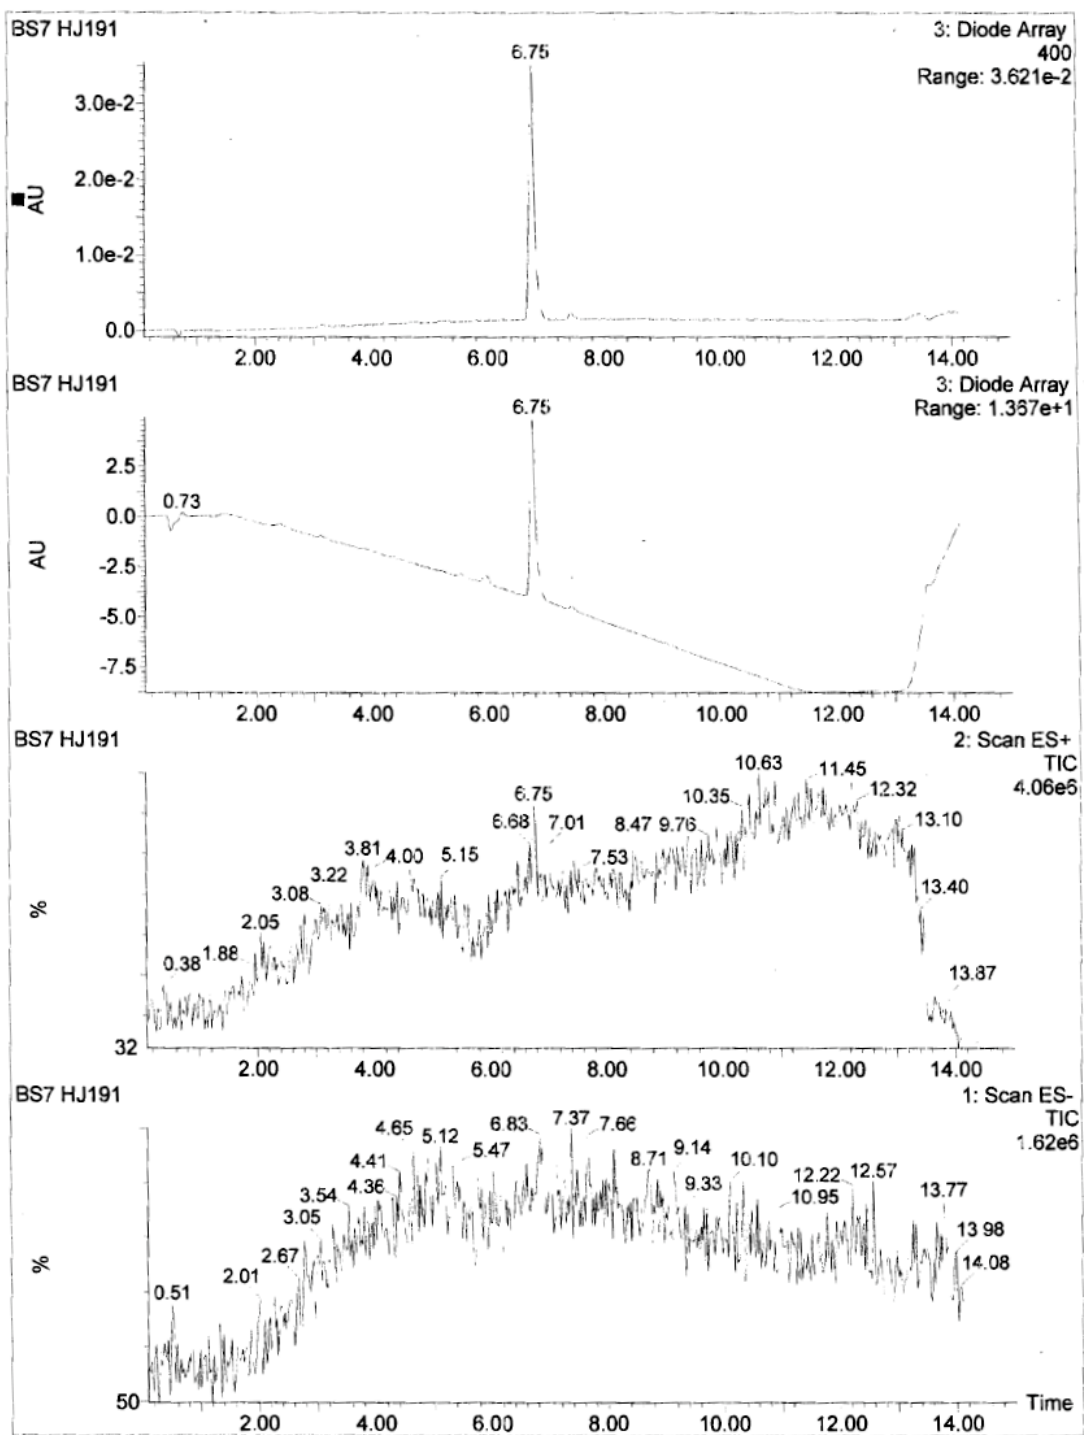 BS7 HJ191
3: Diode Array
400
Range: 3.621e-2
6.75
3.0e-2
2.0e-2
AU
1.0e-2
0.0
2.00 4.00 6.00 8.00 10.00 12.00 14.00
BS7 HJ191
3: Diode Array
Range: 1.367e+1
6.75
2.5
0.73
0.0
AU
-2.5
-5.0
-7.5
2.00 4.00 6.00 8.00 10.00 12.00 14.00
BS7 HJ191
2: Scan ES+
TIC
4.06e6
10.63 11.45
6.75 10.35 12.32
6.68 7.01 8.47 9.76 13.10
3.81 4.00 5.15 7.53
3.22
3.08 13.40
%
2.05
1.88
0.38 13.87
32
2.00 4.00 6.00 8.00 10.00 12.00 14.00
BS7 HJ191
1: Scan ES-
TIC
1.62e6
4.65 5.12 6.83 7.37 7.66
4.41 5.47 8.71 9.14 10.10
4.36 9.33 12.22 12.57
3.54 10.95 13.77
3.05
2.67 13.98
%
2.01 14.08
0.51
50
Time
2.00 4.00 6.00 8.00 10.00 12.00 14.00